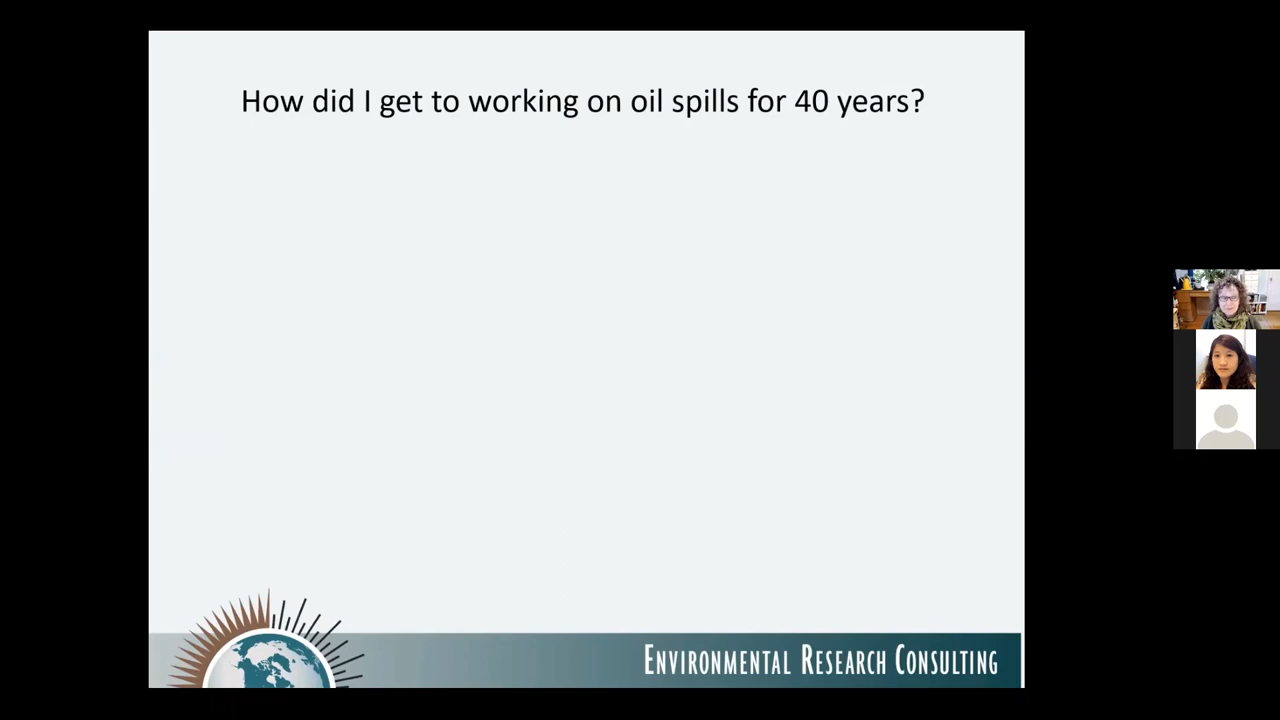 How did I get to working on oil spills for 40 years?
ENVIRONMENTAL RESEARCH CONSULTING